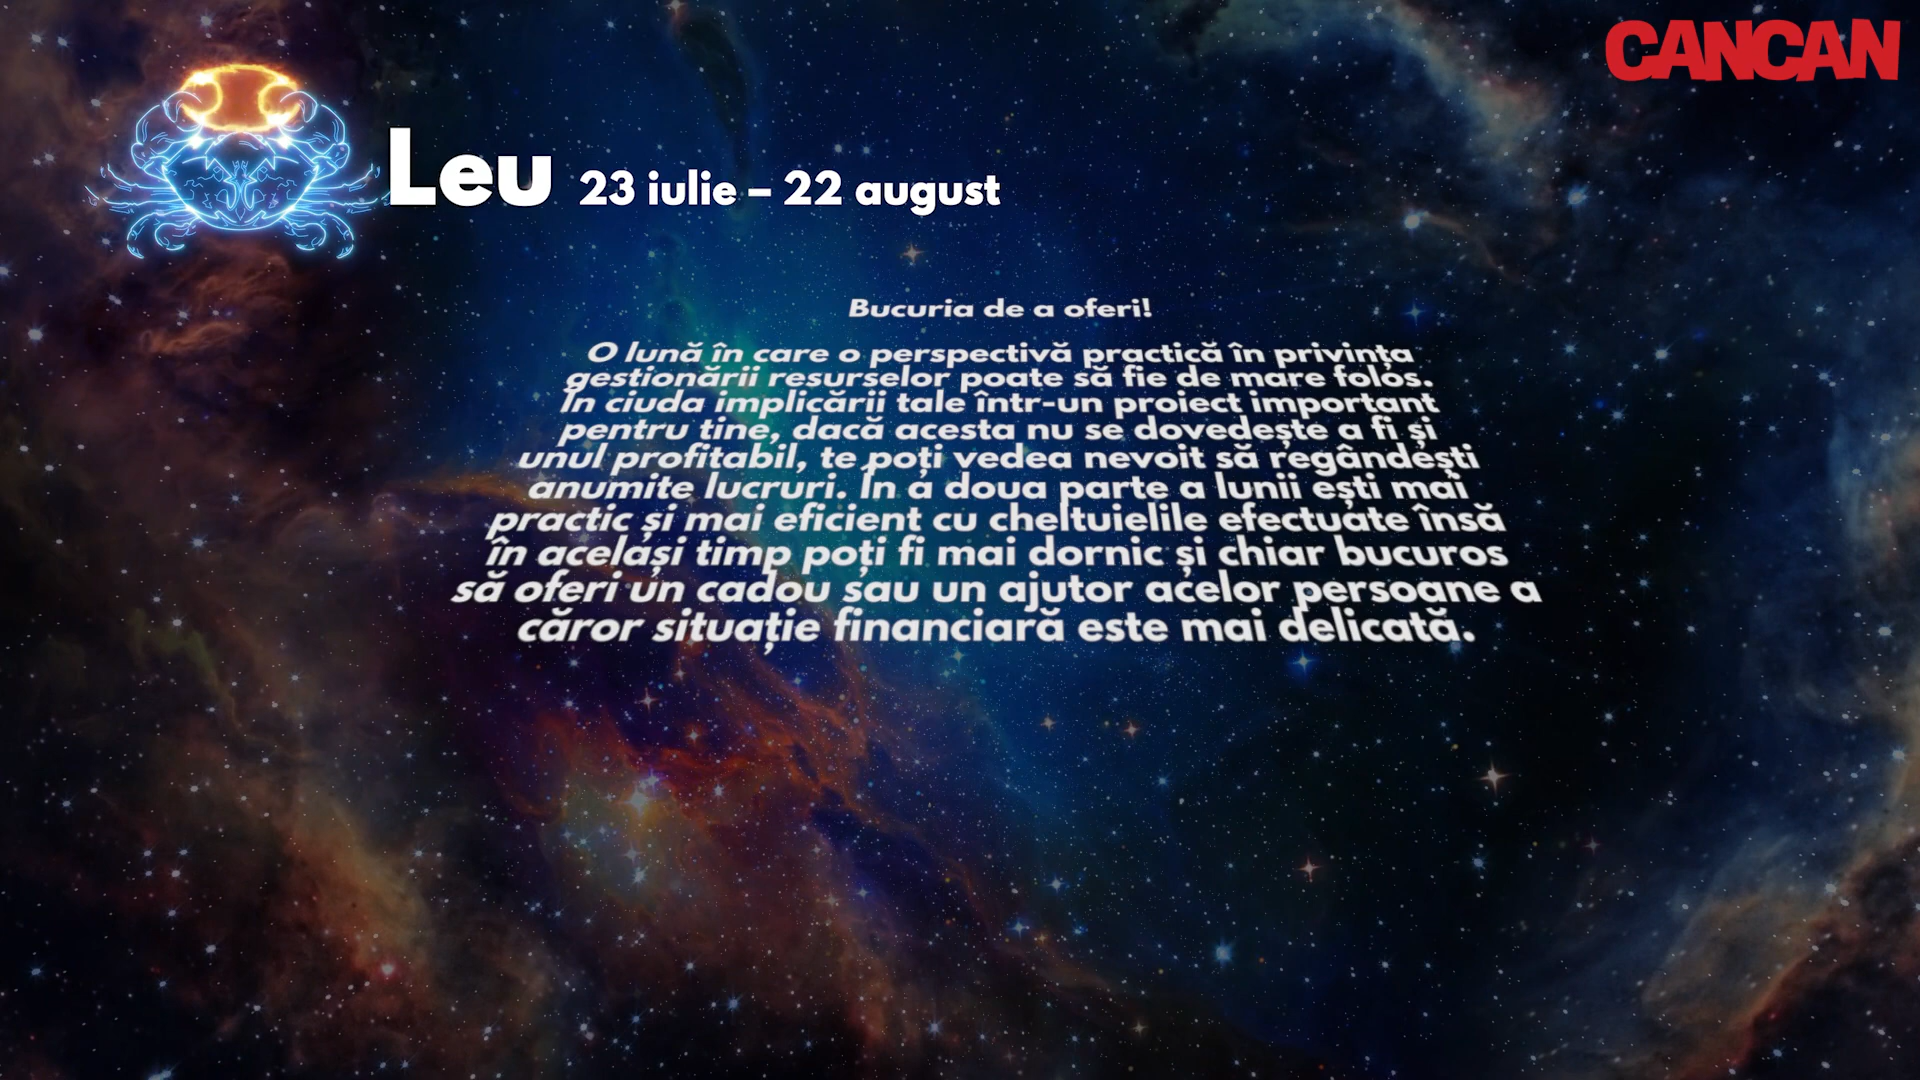 CANCAN
Leu 23 iulie – 22 august
Bucuria de a oferi!
O lună în care o perspectivă practică în privința
gestionării resurselor poate să fie de mare folos.
În ciuda implicării tale într-un proiect important
pentru tine, dacă acesta nu se dovedește a fi și
unul profitabil, te poți vedea nevoit să regândești
anumite lucruri. În a doua parte a lunii ești mai
practic și mai eficient cu cheltuielile efectuate însă
în același timp poți fi mai dornic și chiar bucuros
să oferi un cadou sau un ajutor acelor persoane a
căror situație financiară este mai delicată.